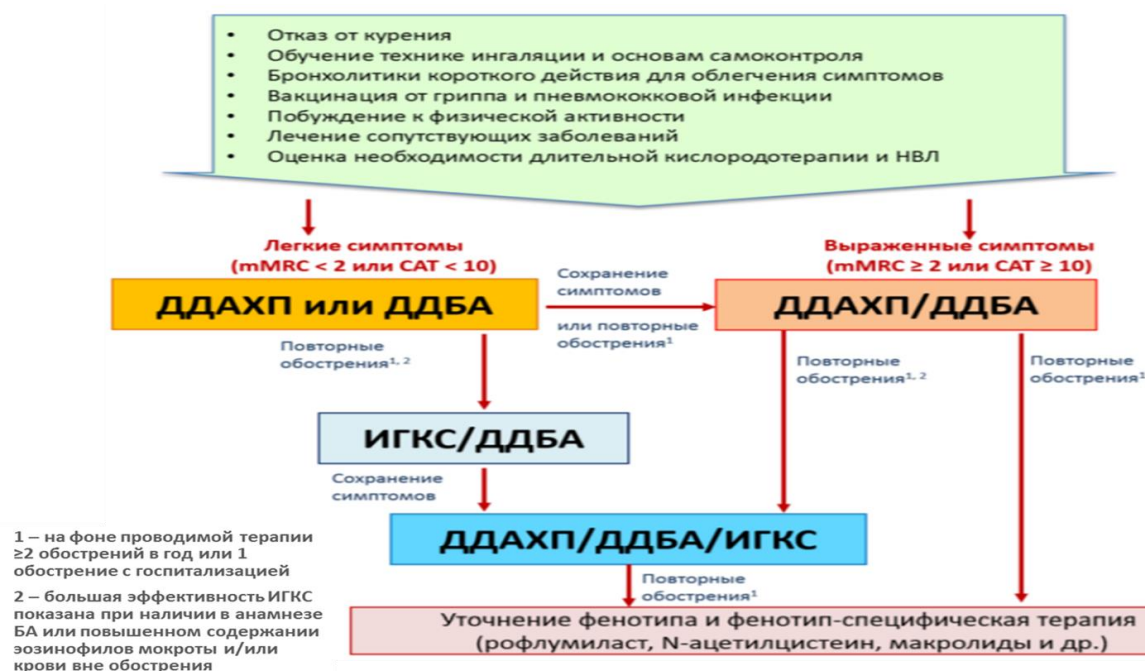 • Отказ от курения
• Обучение технике ингаляции и основам самоконтроля
• Бронхолитики короткого действия для облегчения симптомов
• Вакцинация от гриппа и пневмококковой инфекции
• Побуждение к физической активности
• Лечение сопутствующих заболеваний
• Оценка необходимости длительной кислородотерапии и НВЛ
Легкие симптомы
(mMRC < 2 или CAT < 10)
Выраженные симптомы
(mMRC ≥ 2 или CAT ≥ 10)
ДДАХП или ДДБА
Сохранение
симптомов
или повторные
обострения¹
ДДАХП/ДДБА
Повторные
обострения¹, ²
Повторные
обострения¹, ²
Повторные
обострения¹
ИГКС/ДДБА
Сохранение
симптомов
ДДАХП/ДДБА/ИГКС
Повторные
обострения¹
Уточнение фенотипа и фенотип-специфическая терапия
(рофлумиласт, N-ацетилцистеин, макролиды и др.)
1 – на фоне проводимой терапии
≥2 обострений в год или 1
обострение с госпитализацией
2 – большая эффективность ИГКС
показана при наличии в анамнезе
БА или повышенном содержании
эозинофилов мокроты и/или
крови вне обострения